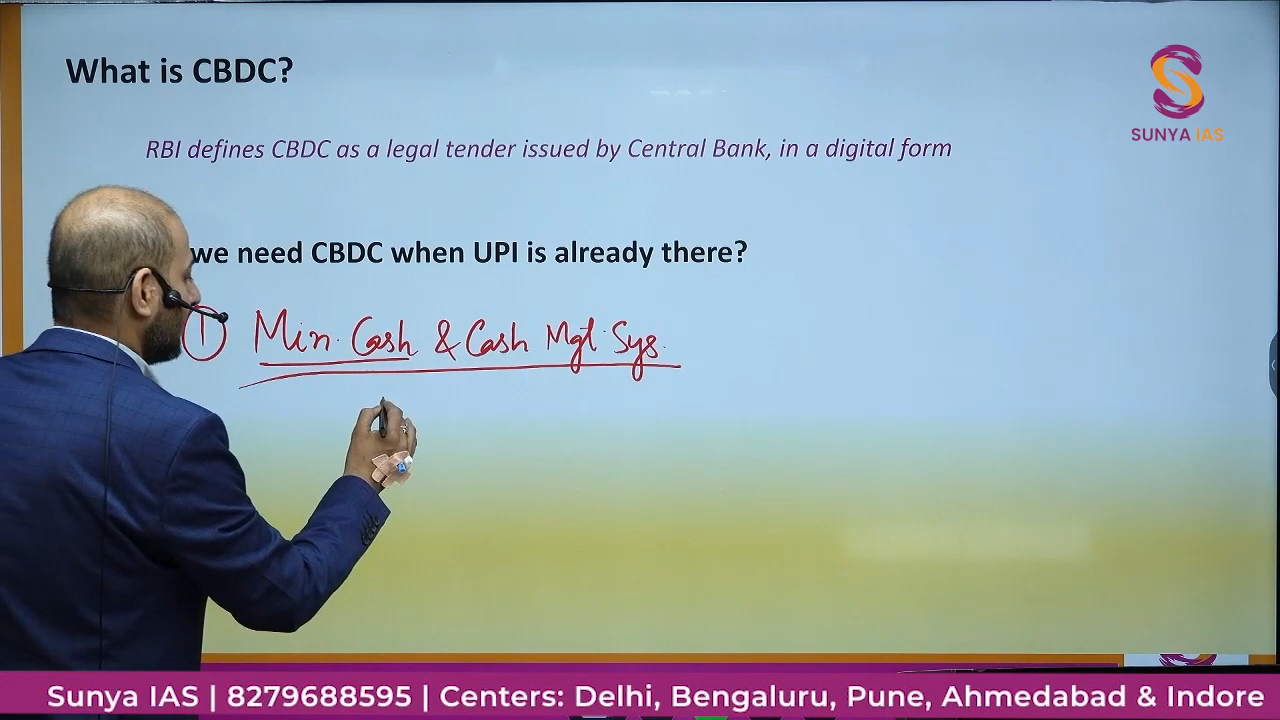 What is CBDC?
SUNYA IAS
RBI defines CBDC as a legal tender issued by Central Bank, in a digital form
we need CBDC when UPI is already there?
1 Min. Cash & Cash Mgt. Sys.
Sunya IAS | 8279688595 | Centers: Delhi, Bengaluru, Pune, Ahmedabad & Indore